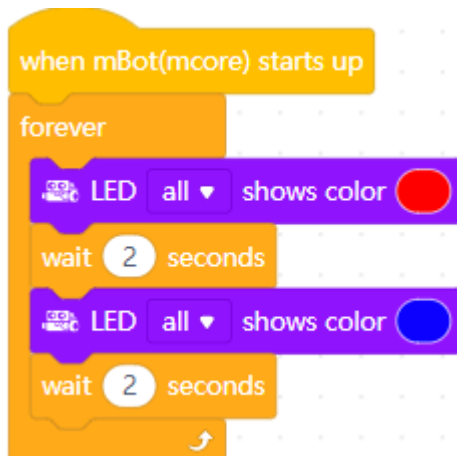 when mBot(mcore) starts up
forever
LED all ▾ shows color
wait 2 seconds
LED all ▾ shows color
wait 2 seconds